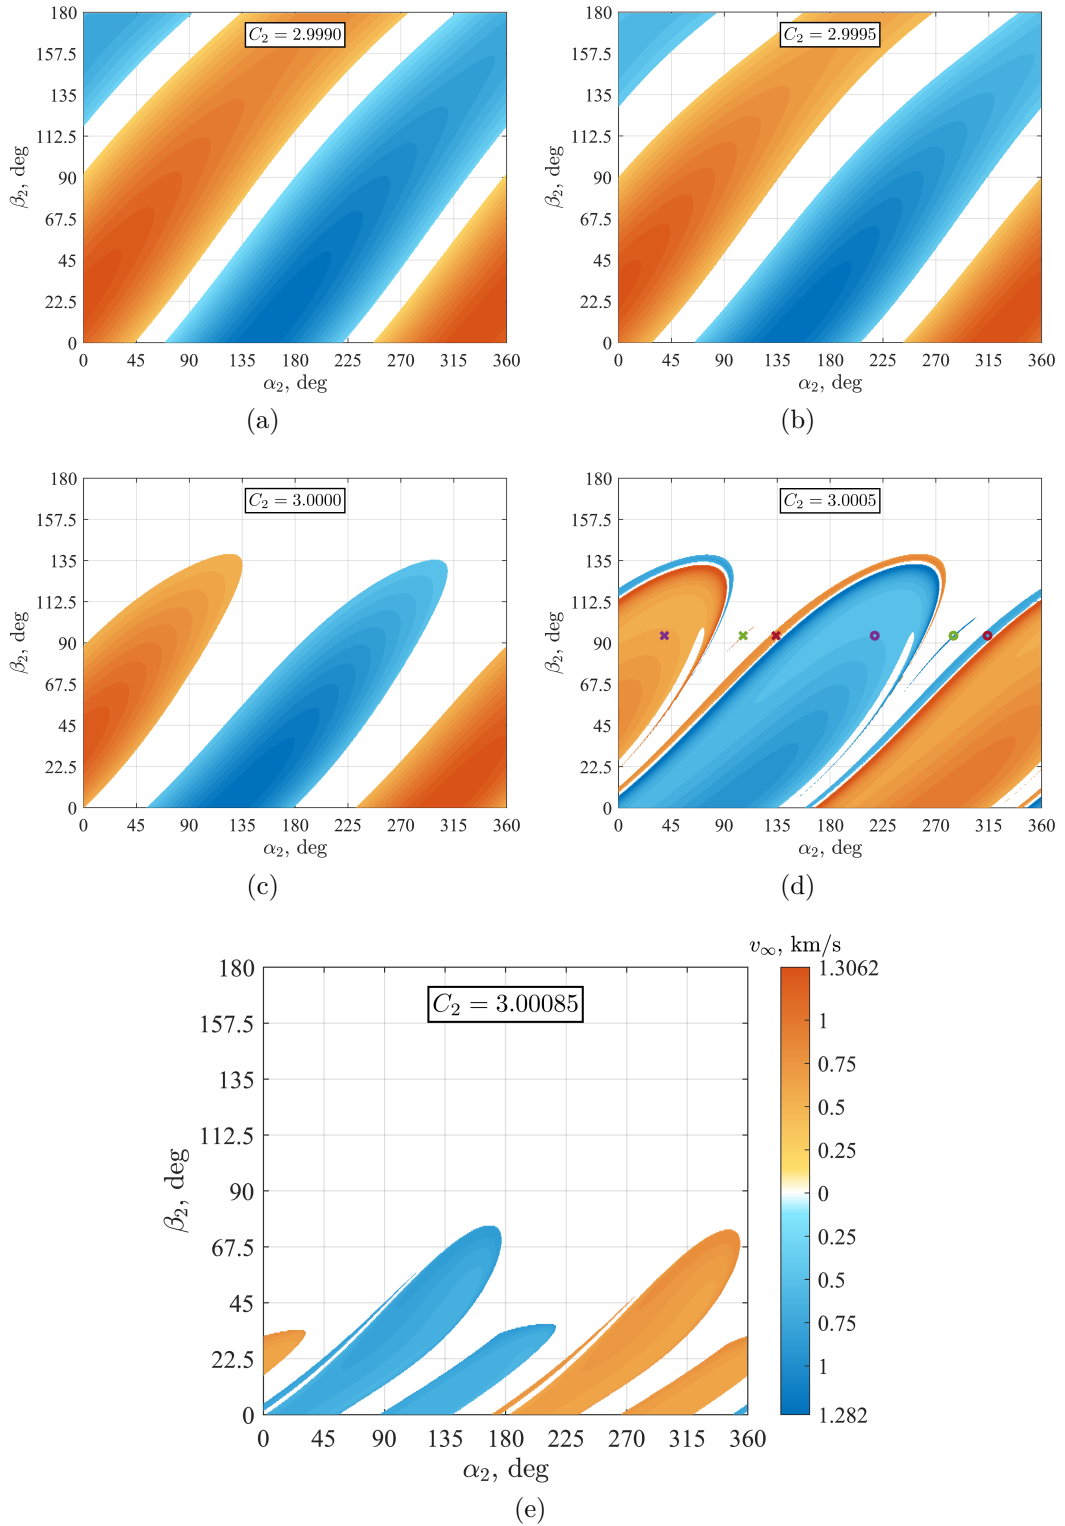 180
157.5
135
112.5
90
67.5
45
22.5
0
β₂, deg
C₂ = 2.9990
0 45 90 135 180 225 270 315 360
α₂, deg
(a)
180
157.5
135
112.5
90
67.5
45
22.5
0
β₂, deg
C₂ = 2.9995
0 45 90 135 180 225 270 315 360
α₂, deg
(b)
180
157.5
135
112.5
90
67.5
45
22.5
0
β₂, deg
C₂ = 3.0000
0 45 90 135 180 225 270 315 360
α₂, deg
(c)
180
157.5
135
112.5
90
67.5
45
22.5
0
β₂, deg
C₂ = 3.0005
0 45 90 135 180 225 270 315 360
α₂, deg
(d)
180
157.5
135
112.5
90
67.5
45
22.5
0
β₂, deg
C₂ = 3.00085
0 45 90 135 180 225 270 315 360
α₂, deg
v∞, km/s
1.3062
1
0.75
0.5
0.25
0
0.25
0.5
0.75
1
1.282
(e)